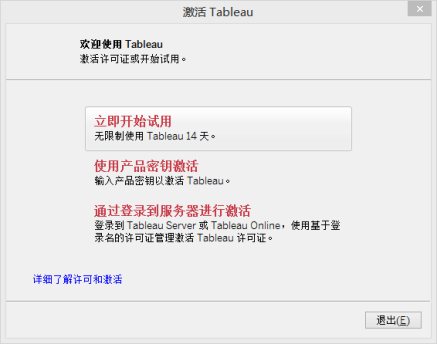 激活 Tableau
欢迎使用 Tableau
激活许可证或开始试用。
立即开始试用
无限制使用 Tableau 14 天。
使用产品密钥激活
输入产品密钥以激活 Tableau。
通过登录到服务器进行激活
登录到 Tableau Server 或 Tableau Online，使用基于登
录名的许可证管理激活 Tableau 许可证。
详细了解许可和激活
退出(E)